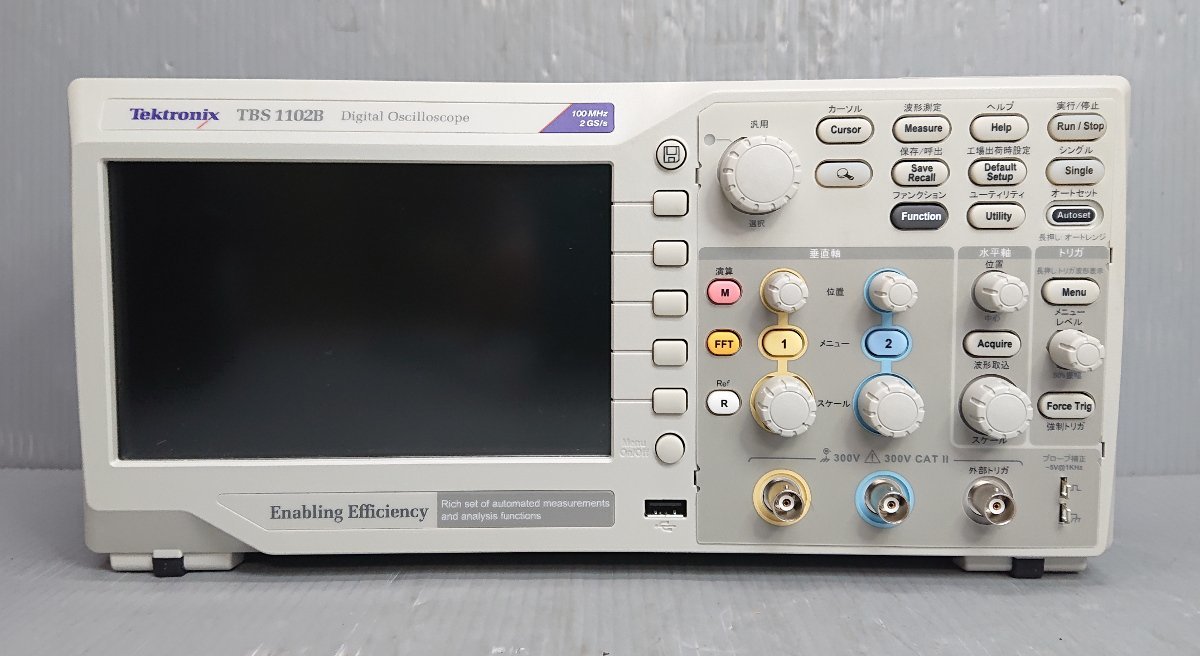 Tektronix TBS 1102B Digital Oscilloscope
100 MHz
2 GS/s
汎用
選択
カーソル
Cursor
波形測定
Measure
ヘルプ
Help
実行/停止
Run / Stop
保存/呼出
Save
Recall
工場出荷時設定
Default
Setup
シングル
Single
ファンクション
Function
ユーティリティ
Utility
オートセット
Autoset
長押し:オートレンジ
垂直軸
水平軸
トリガ
演算
M
位置
位置
中心
長押し:トリガ波形表示
Menu
メニュー
FFT
1
メニュー
2
Acquire
波形取込
レベル
50%振幅
Ref
R
スケール
スケール
Force Trig
強制トリガ
Menu
On/Off
300V
300V CAT II
外部トリガ
プローブ補正
~5V@1KHz
Enabling Efficiency
Rich set of automated measurements
and analysis functions